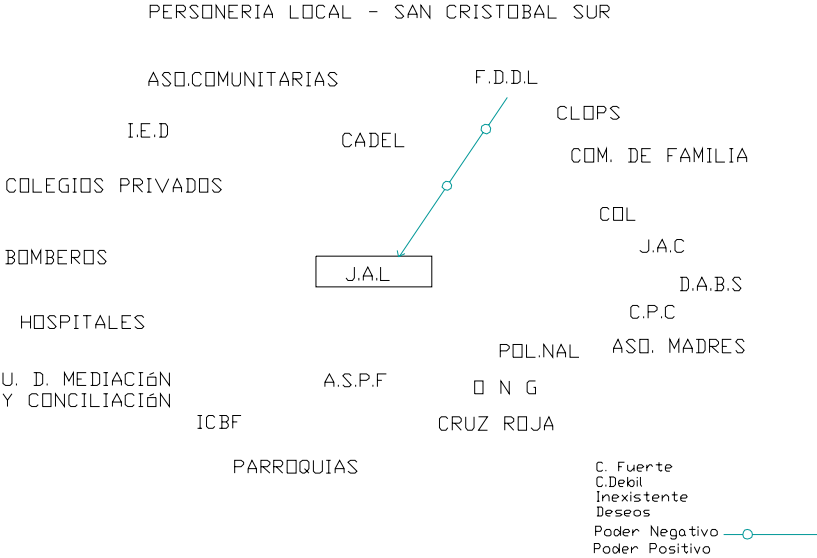 PERSONERIA LOCAL - SAN CRISTOBAL SUR
ASO.COMUNITARIAS
F.D.D.L
CLOPS
I.E.D
CADEL
COM. DE FAMILIA
COLEGIOS PRIVADOS
COL
J.A.C
BOMBEROS
J.A.L
D.A.B.S
C.P.C
HOSPITALES
POL.NAL
ASO. MADRES
U. D. MEDIACIóN
Y CONCILIACIóN
A.S.P.F
O N G
ICBF
CRUZ ROJA
PARROQUIAS
C. Fuerte
C.Debil
Inexistente
Deseos
Poder Negativo
Poder Positivo